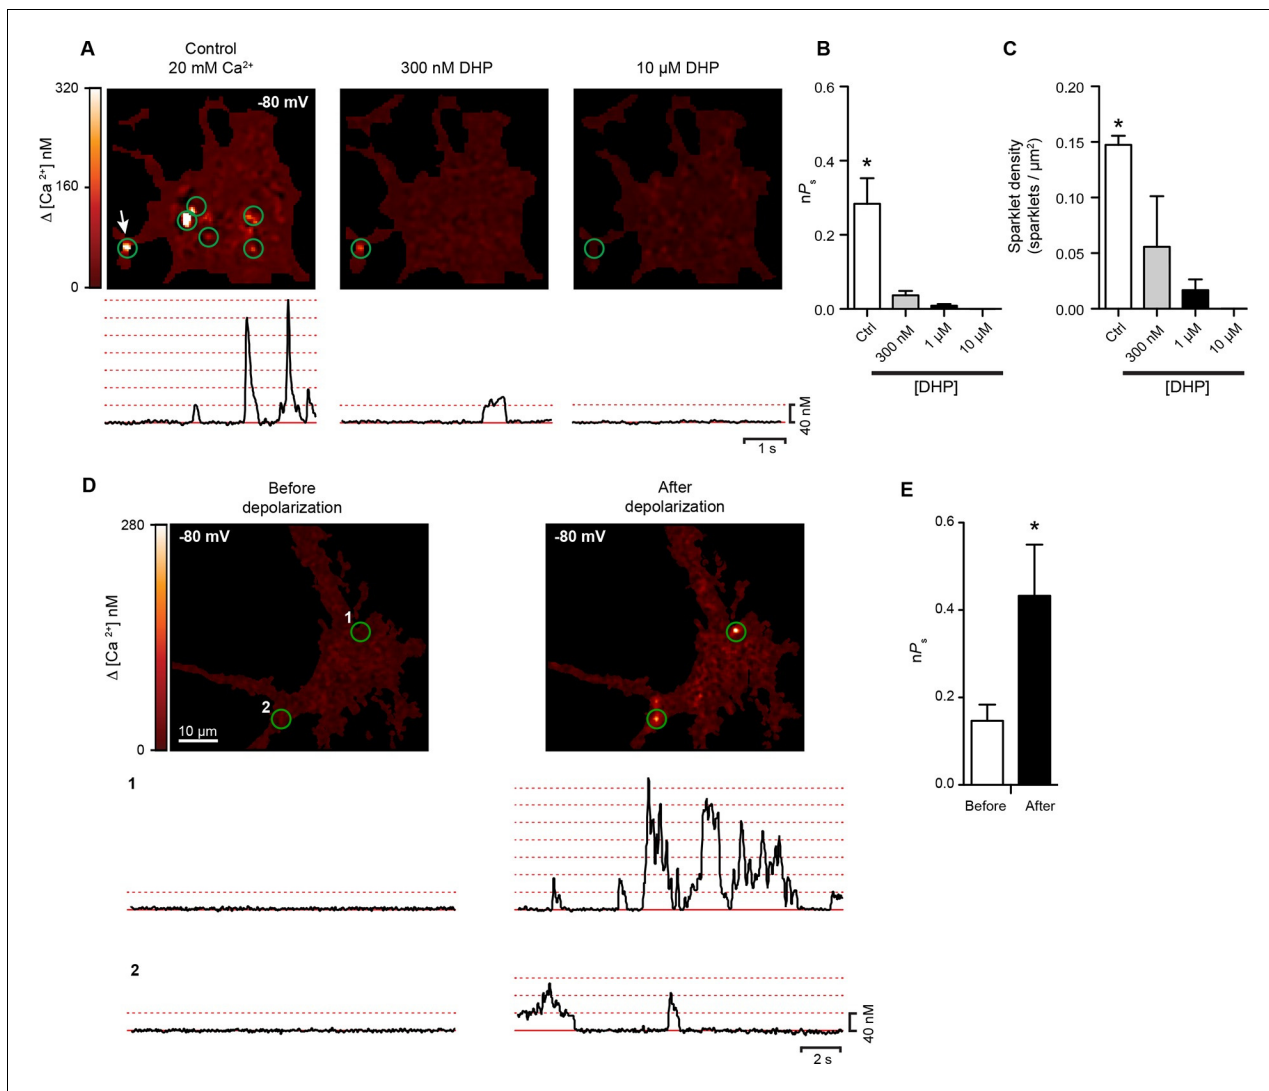 A
Control
20 mM Ca²⁺
300 nM DHP
10 µM DHP
320
160
0
Δ [Ca ²⁺] nM
-80 mV
40 nM
1 s
B
0.6
0.4
0.2
0.0
nPₛ
*
Ctrl
300 nM
1 µM
10 µM
[DHP]
C
0.20
0.15
0.10
0.05
0.00
Sparklet density
(sparklets / µm²)
*
Ctrl
300 nM
1 µM
10 µM
[DHP]
D
Before
depolarization
After
depolarization
280
0
Δ [Ca ²⁺] nM
-80 mV
1
2
10 µm
-80 mV
1
2
40 nM
2 s
E
0.6
0.4
0.2
0.0
nPₛ
*
Before
After